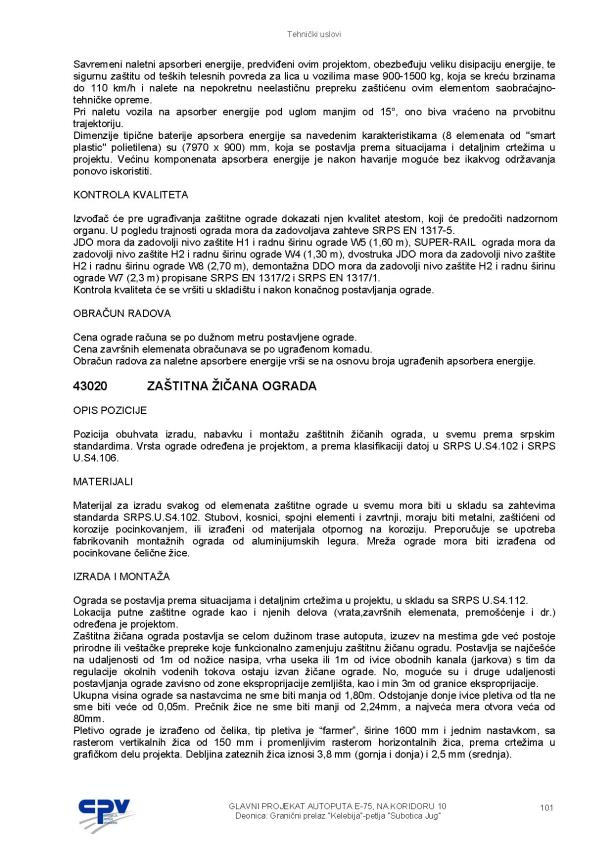 Tehnički uslovi
Savremeni naletni apsorberi energije, predviđeni ovim projektom, obezbeđuju veliku disipaciju energije, te
sigurnu zaštitu od teških telesnih povreda za lica u vozilima mase 900-1500 kg, koja se kreću brzinama
do 110 km/h i nalete na nepokretnu neelastičnu prepreku zaštićenu ovim elementom saobraćajno-
tehničke opreme.
Pri naletu vozila na apsorber energije pod uglom manjim od 15°, ono biva vraćeno na prvobitnu
trajektoriju.
Dimenzije tipične baterije apsorbera energije sa navedenim karakteristikama (8 elemenata od "smart
plastic" polietilena) su (7970 x 900) mm, koja se postavlja prema situacijama i detaljnim crtežima u
projektu. Većinu komponenata apsorbera energije je nakon havarije moguće bez ikakvog održavanja
ponovo iskoristiti.
KONTROLA KVALITETA
Izvođač će pre ugrađivanja zaštitne ograde dokazati njen kvalitet atestom, koji će predočiti nadzornom
organu. U pogledu trajnosti ograda mora da zadovoljava zahteve SRPS EN 1317-5.
JDO mora da zadovolji nivo zaštite H1 i radnu širinu ograde W5 (1,60 m), SUPER-RAIL ograda mora da
zadovolji nivo zaštite H2 i radnu širinu ograde W4 (1,30 m), dvostruka JDO mora da zadovolji nivo zaštite
H2 i radnu širinu ograde W8 (2,70 m), demontažna DDO mora da zadovolji nivo zaštite H2 i radnu širinu
ograde W7 (2,3 m) propisane SRPS EN 1317/2 i SRPS EN 1317/1.
Kontrola kvaliteta će se vršiti u skladištu i nakon konačnog postavljanja ograde.
OBRAČUN RADOVA
Cena ograde računa se po dužnom metru postavljene ograde.
Cena završnih elemenata obračunava se po ugrađenom komadu.
Obračun radova za naletne apsorbere energije vrši se na osnovu broja ugrađenih apsorbera energije.
43020 ZAŠTITNA ŽIČANA OGRADA
OPIS POZICIJE
Pozicija obuhvata izradu, nabavku i montažu zaštitnih žičanih ograda, u svemu prema srpskim
standardima. Vrsta ograde određena je projektom, a prema klasifikaciji datoj u SRPS U.S4.102 i SRPS
U.S4.106.
MATERIJALI
Materijal za izradu svakog od elemenata zaštitne ograde u svemu mora biti u skladu sa zahtevima
standarda SRPS.U.S4.102. Stubovi, kosnici, spojni elementi i zavrtnji, moraju biti metalni, zaštićeni od
korozije pocinkovanjem, ili izrađeni od materijala otpornog na koroziju. Preporučuje se upotreba
fabrikovanih montažnih ograda od aluminijumskih legura. Mreža ograde mora biti izrađena od
pocinkovane čelične žice.
IZRADA I MONTAŽA
Ograda se postavlja prema situacijama i detaljnim crtežima u projektu, u skladu sa SRPS U.S4.112.
Lokacija putne zaštitne ograde kao i njenih delova (vrata,završnih elemenata, premošćenje i dr.)
određena je projektom.
Zaštitna žičana ograda postavlja se celom dužinom trase autoputa, izuzev na mestima gde već postoje
prirodne ili veštačke prepreke koje funkcionalno zamenjuju zaštitnu žičanu ogradu. Postavlja se najčešće
na udaljenosti od 1m od nožice nasipa, vrha useka ili 1m od ivice obodnih kanala (jarkova) s tim da
regulacije okolnih vodenih tokova ostaju izvan žičane ograde. No, moguće su i druge udaljenosti
postavljanja ograde zavisno od zone eksproprijacije zemljišta, kao i min 3m od granice eksproprijacije.
Ukupna visina ograde sa nastavcima ne sme biti manja od 1,80m. Odstojanje donje ivice pletiva od tla ne
sme biti veće od 0,05m. Prečnik žice ne sme biti manji od 2,24mm, a najveća mera otvora veća od
80mm.
Pletivo ograde je izrađeno od čelika, tip pletiva je "farmer", širine 1600 mm i jednim nastavkom, sa
rasterom vertikalnih žica od 150 mm i promenljivim rasterom horizontalnih žica, prema crtežima u
grafičkom delu projekta. Debljina zateznih žica iznosi 3,8 mm (gornja i donja) i 2,5 mm (srednja).
CPV
GLAVNI PROJEKAT AUTOPUTA E-75, NA KORIDORU 10
Deonica: Granični prelaz "Kelebija"-petlja "Subotica Jug"
101